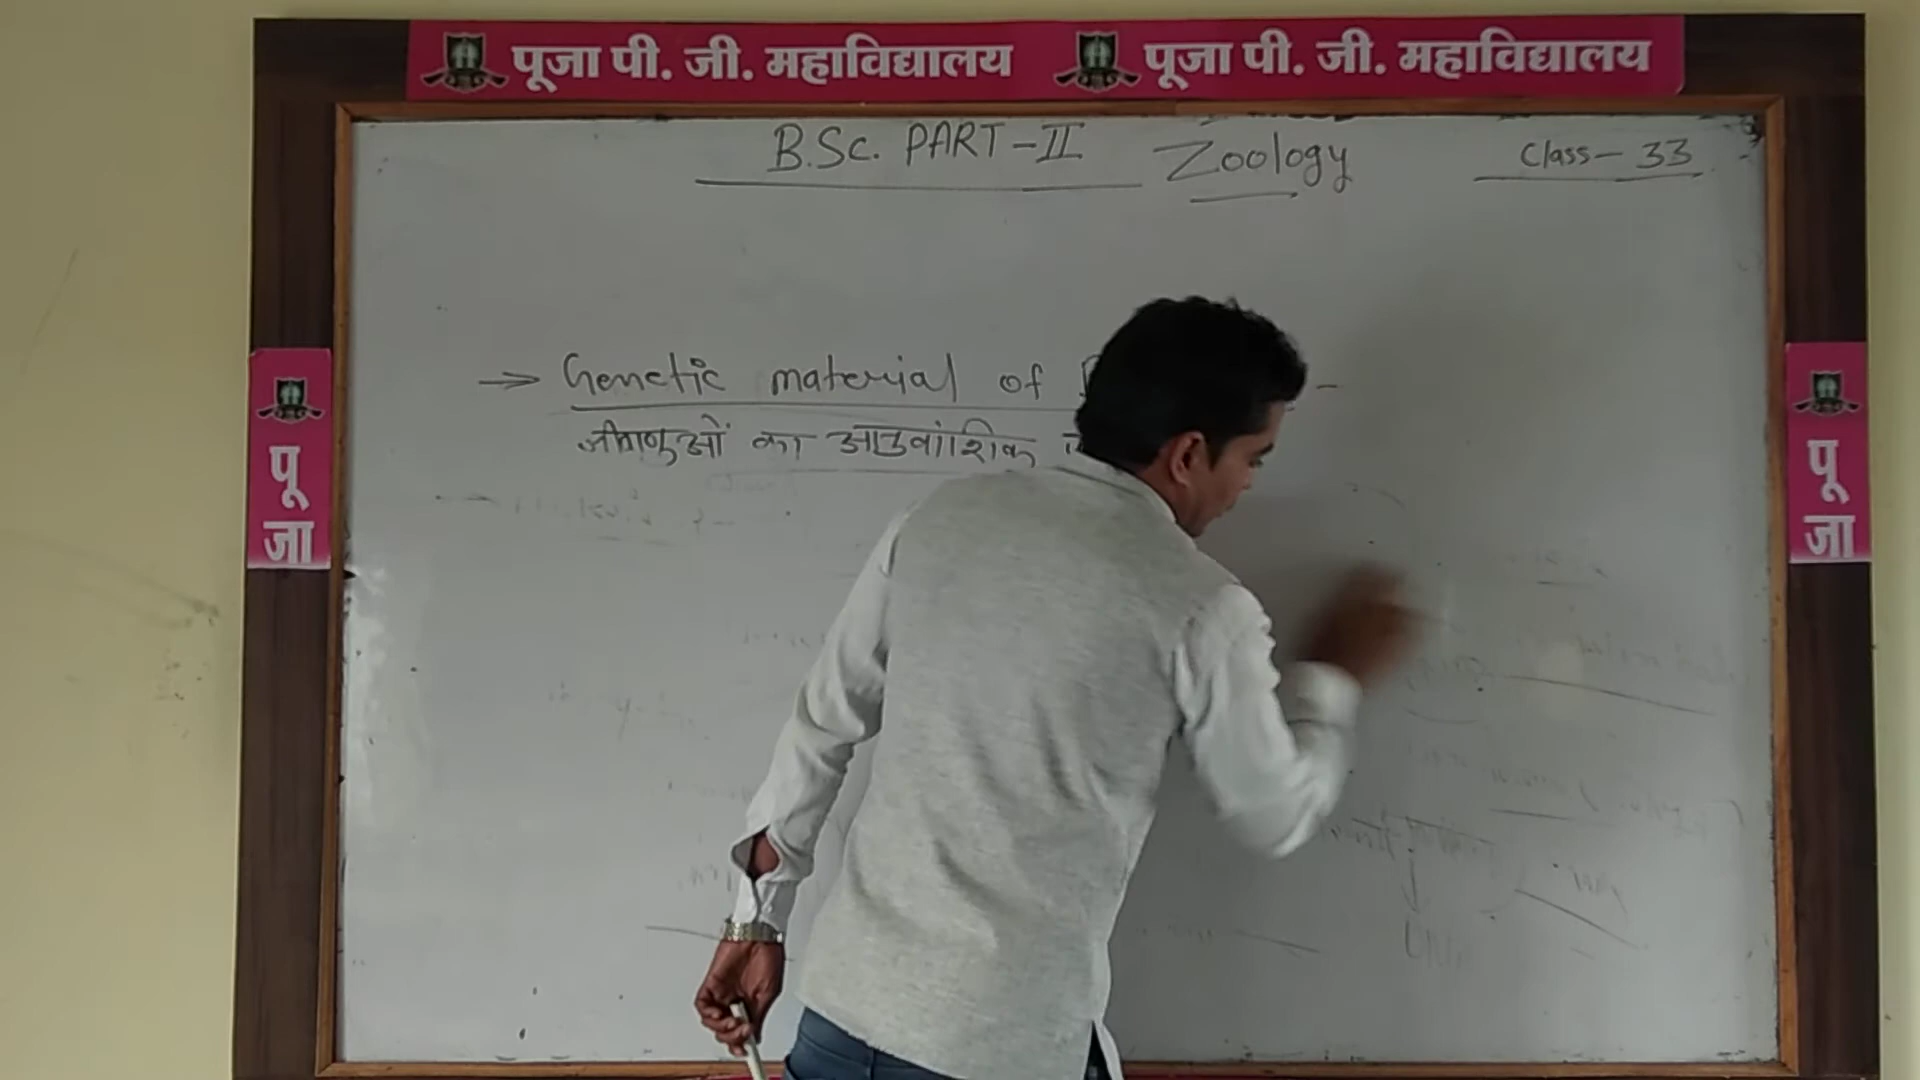 पूजा पी. जी. महाविद्यालय पूजा पी. जी. महाविद्यालय
B.Sc. PART-II Zoology Class-33
→ Genetic material of
जीवाणुओं का आनुवांशिक
पू
जा
पू
जा